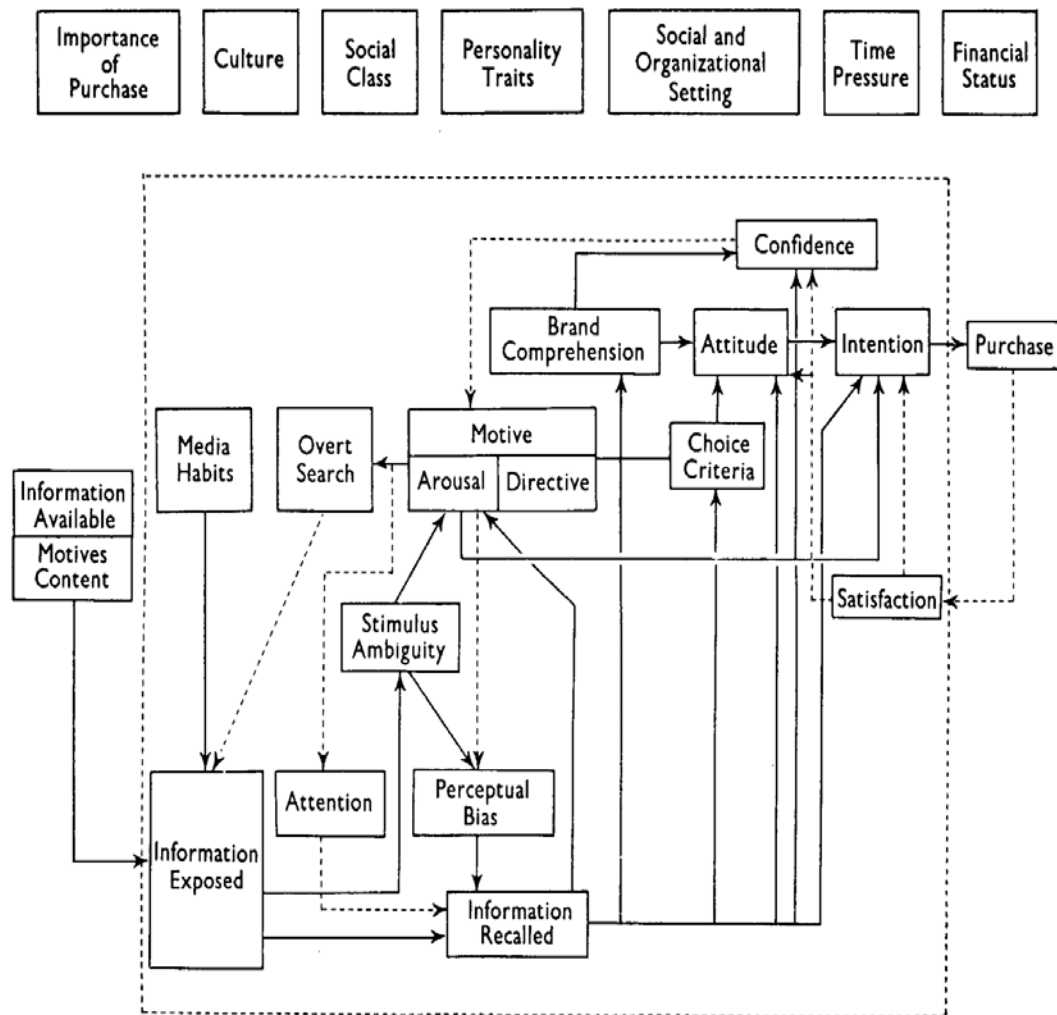 Importance
of
Purchase
Culture
Social
Class
Personality
Traits
Social and
Organizational
Setting
Time
Pressure
Financial
Status
Confidence
Brand
Comprehension
Attitude
Intention
Purchase
Media
Habits
Overt
Search
Motive
Arousal
Directive
Choice
Criteria
Information
Available
Motives
Content
Stimulus
Ambiguity
Satisfaction
Information
Exposed
Attention
Perceptual
Bias
Information
Recalled